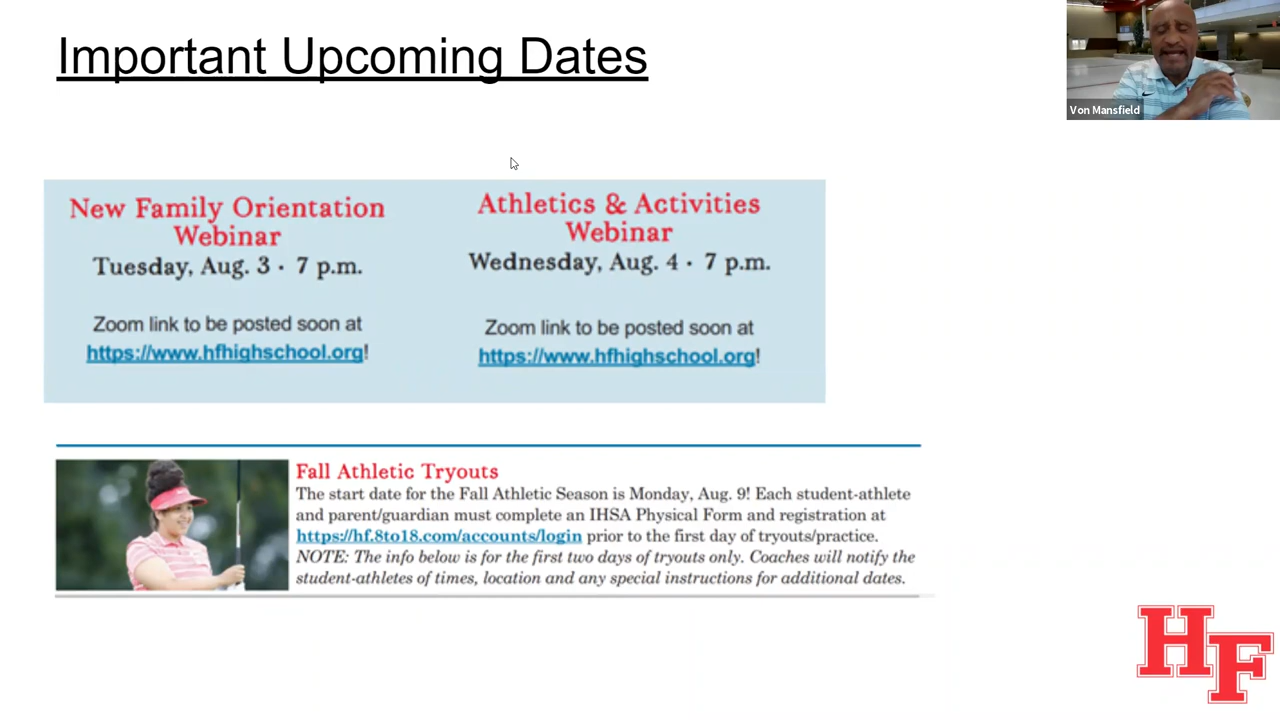 Important Upcoming Dates
Von Mansfield
New Family Orientation
Webinar
Tuesday, Aug. 3 · 7 p.m.
Zoom link to be posted soon at
https://www.hfhighschool.org!
Athletics & Activities
Webinar
Wednesday, Aug. 4 · 7 p.m.
Zoom link to be posted soon at
https://www.hfhighschool.org!
Fall Athletic Tryouts
The start date for the Fall Athletic Season is Monday, Aug. 9! Each student-athlete
and parent/guardian must complete an IHSA Physical Form and registration at
https://hf.8to18.com/accounts/login prior to the first day of tryouts/practice.
NOTE: The info below is for the first two days of tryouts only. Coaches will notify the
student-athletes of times, location and any special instructions for additional dates.
HF